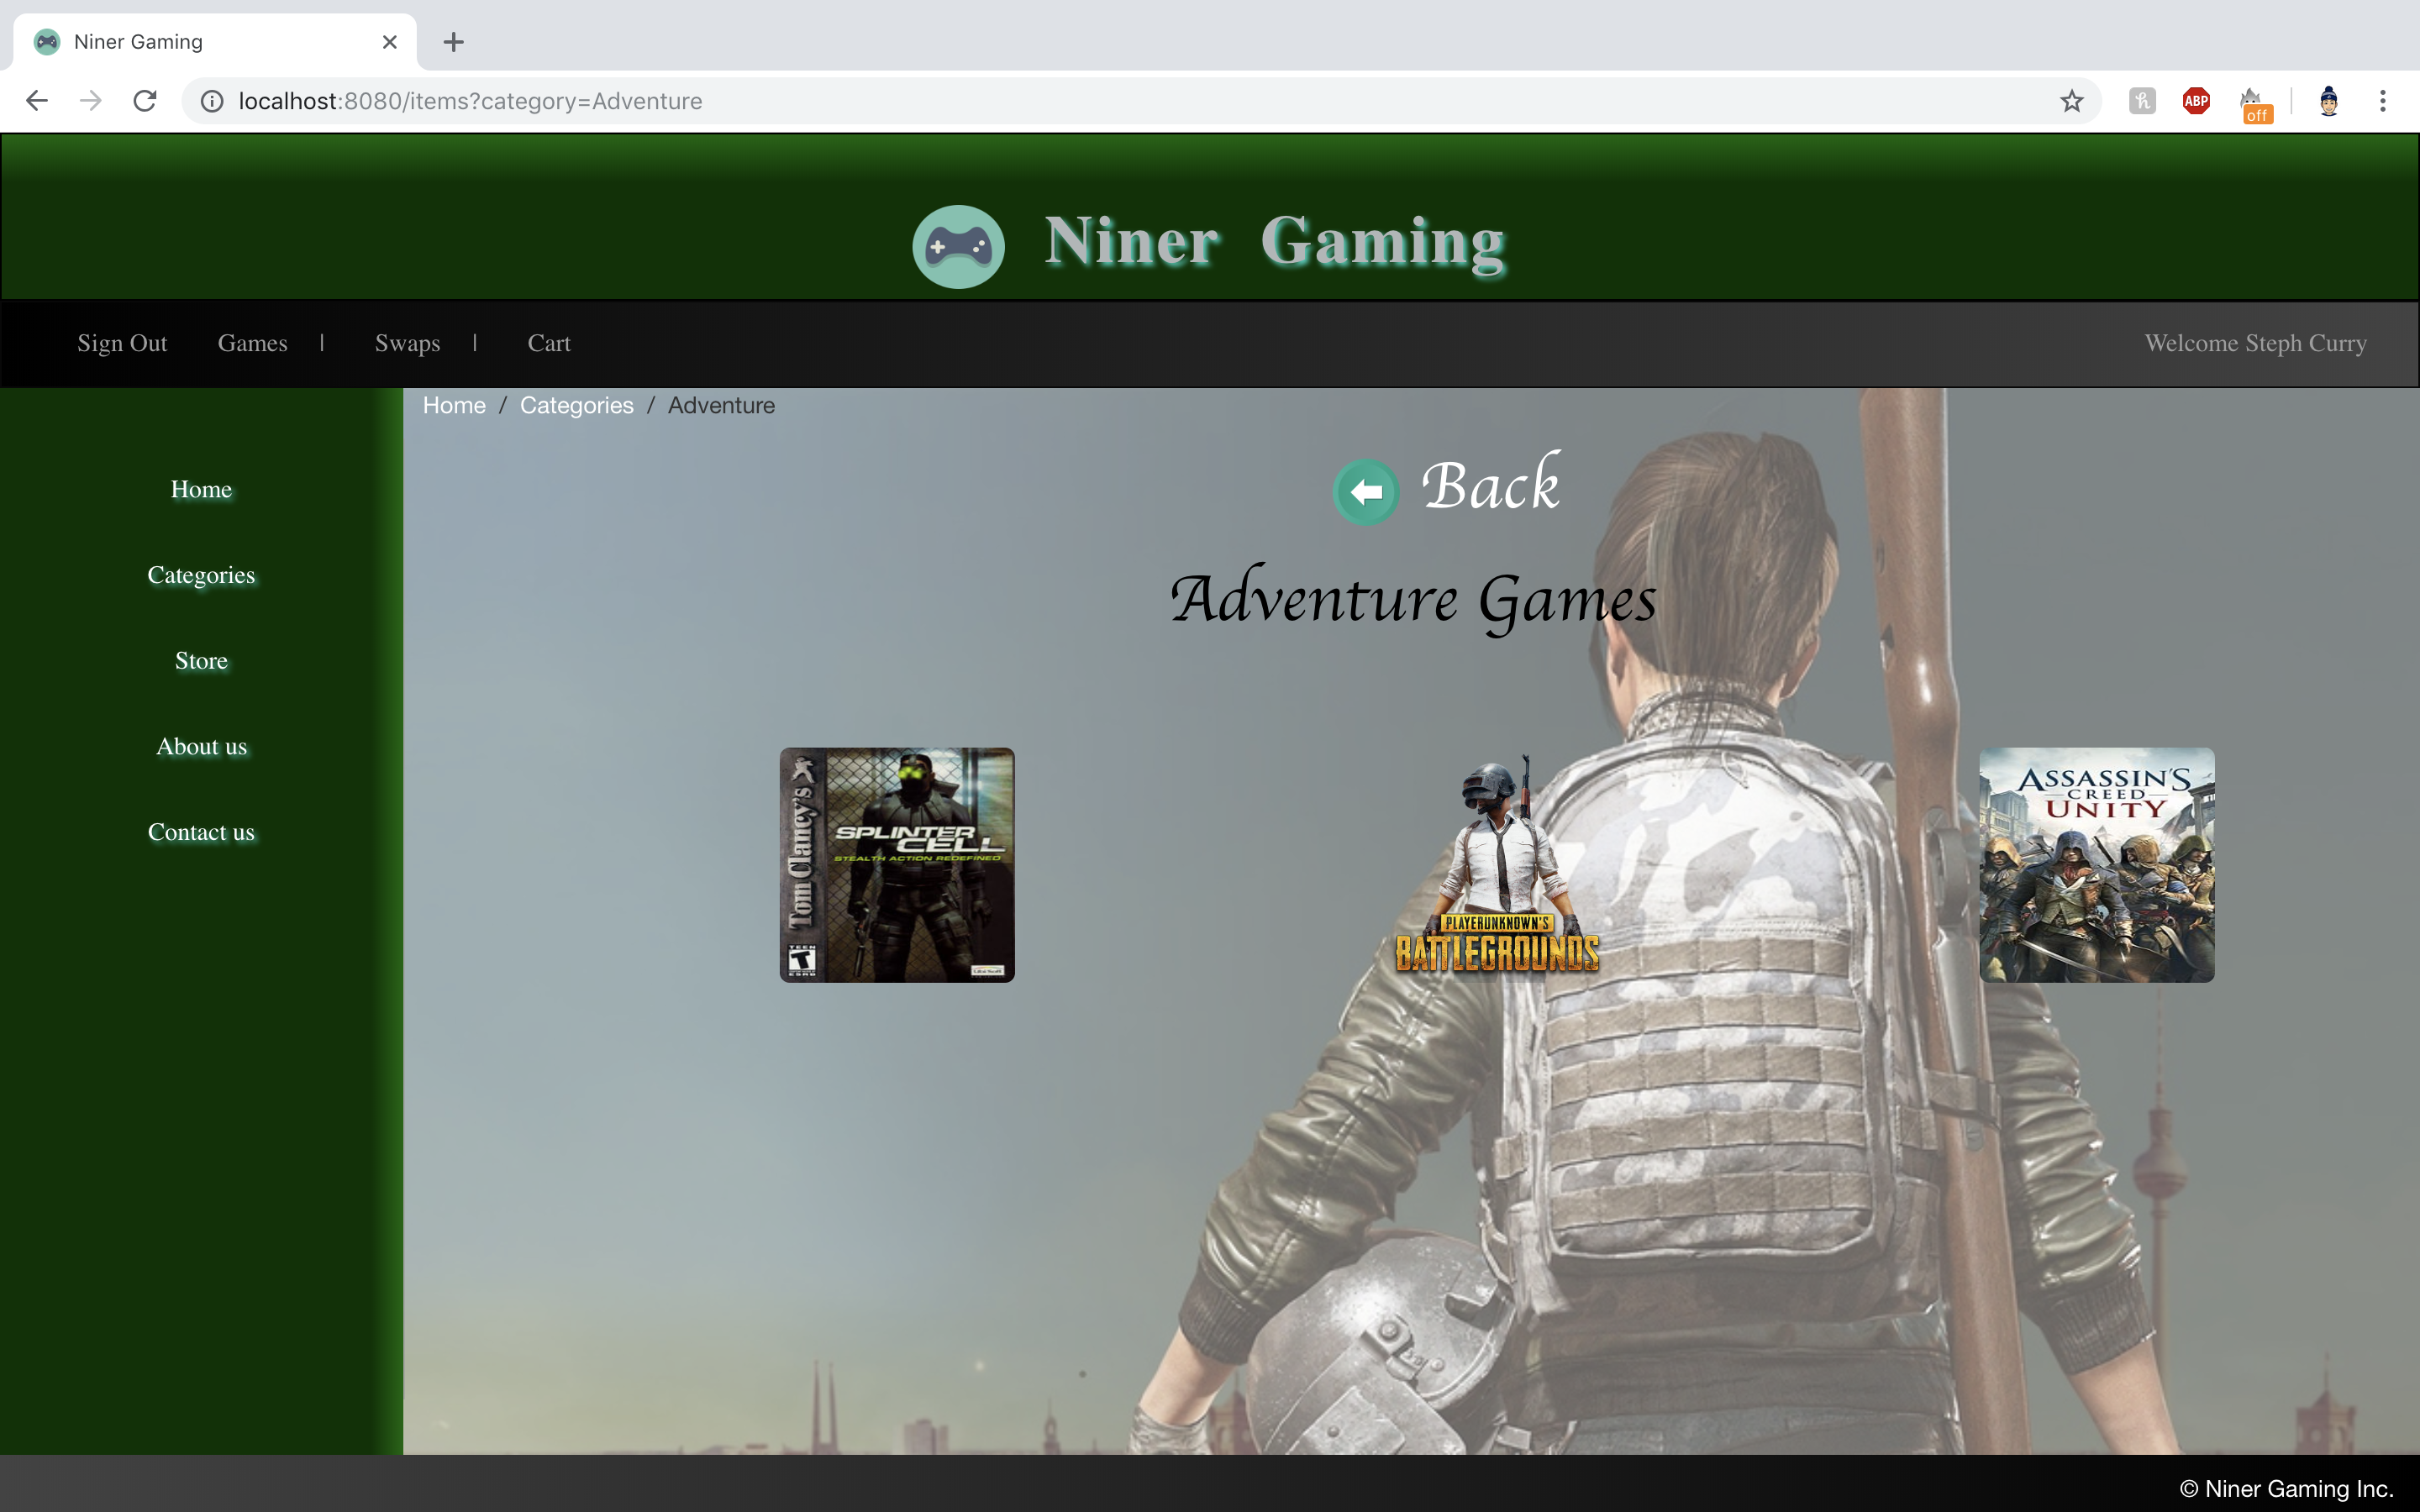 Niner Gaming
localhost:8080/items?category=Adventure
ABP
off
Niner Gaming
Sign Out Games | Swaps | Cart Welcome Steph Curry
Home / Categories / Adventure
Home
Categories
Store
About us
Contact us
Back
Adventure Games
Tom Clancy's
SPLINTER
CELL
STEALTH ACTION REDEFINED
TEEN
T
ESRB
PLAYERUNKNOWN'S
BATTLEGROUNDS
ASSASSIN'S
CREED
UNITY
© Niner Gaming Inc.